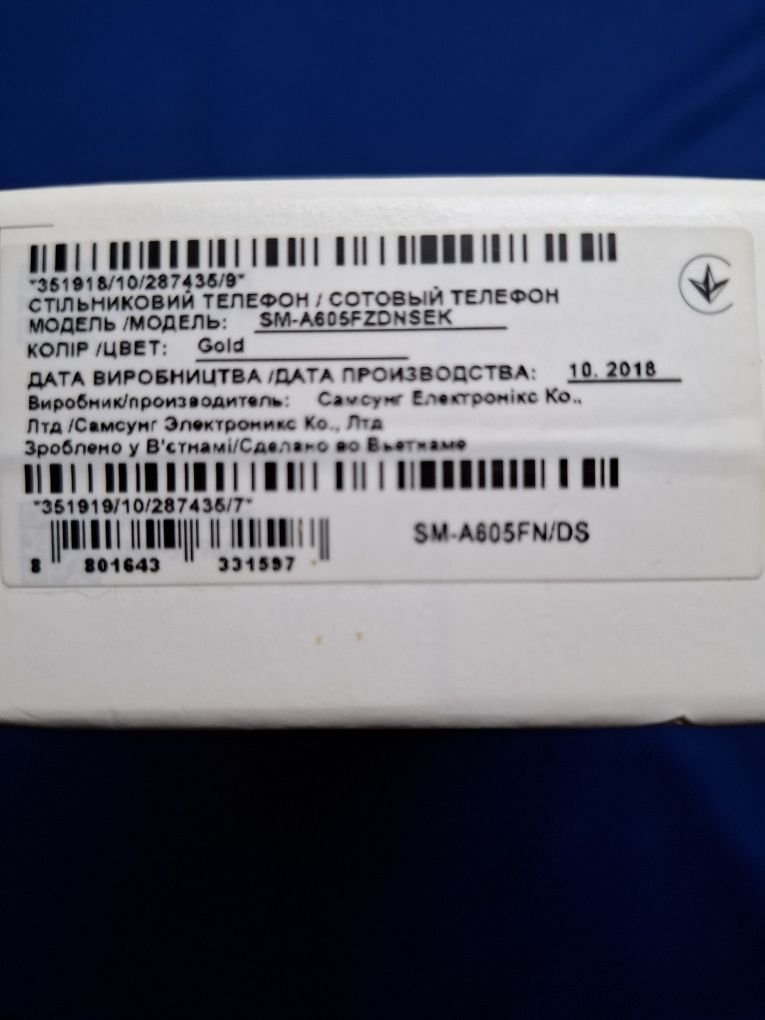 *351918/10/287435/9*
СТІЛЬНИКОВИЙ ТЕЛЕФОН / СОТОВЫЙ ТЕЛЕФОН
МОДЕЛЬ /МОДЕЛЬ: SM-A605FZDNSEK
КОЛІР /ЦВЕТ: Gold
ДАТА ВИРОБНИЦТВА /ДАТА ПРОИЗВОДСТВА: 10. 2018
Виробник/производитель: Самсунг Електронікс Ко.,
Лтд /Самсунг Электроникс Ко., Лтд
Зроблено у В'єтнамі/Сделано во Вьетнаме
*351919/10/287435/7*
SM-A605FN/DS
8 801643 331597